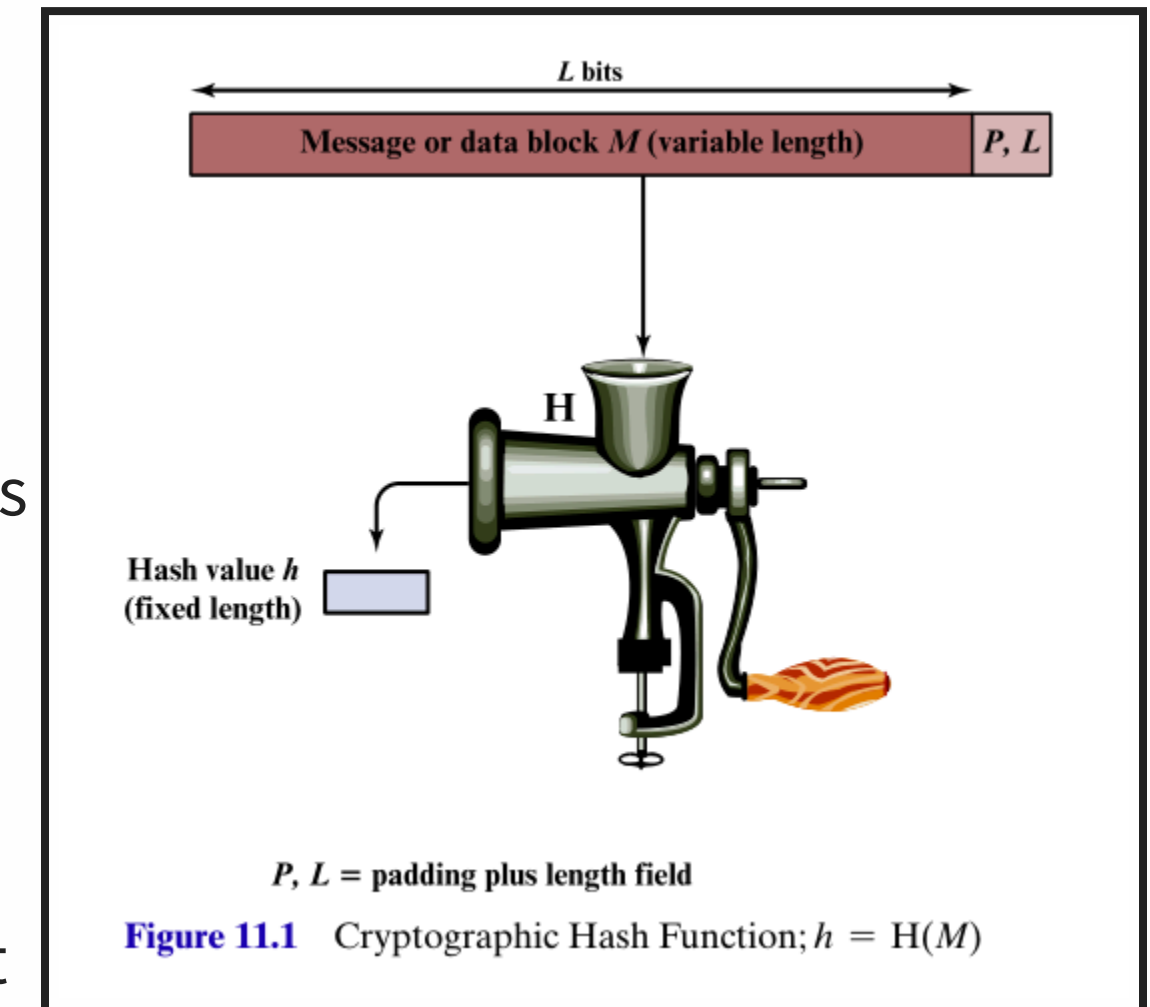 L bits
Message or data block M (variable length) P, L
H
s
Hash value h
(fixed length)
P, L = padding plus length field
t
Figure 11.1 Cryptographic Hash Function; h = H(M)